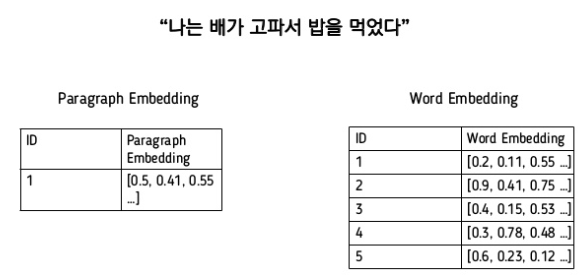 “나는 배가 고파서 밥을 먹었다”
Paragraph Embedding
ID Paragraph
Embedding
1 [0.5, 0.41, 0.55
...]
Word Embedding
ID Word Embedding
1 [0.2, 0.11, 0.55 ...]
2 [0.9, 0.41, 0.75 ...]
3 [0.4, 0.15, 0.53 ...]
4 [0.3, 0.78, 0.48 ...]
5 [0.6, 0.23, 0.12 ...]